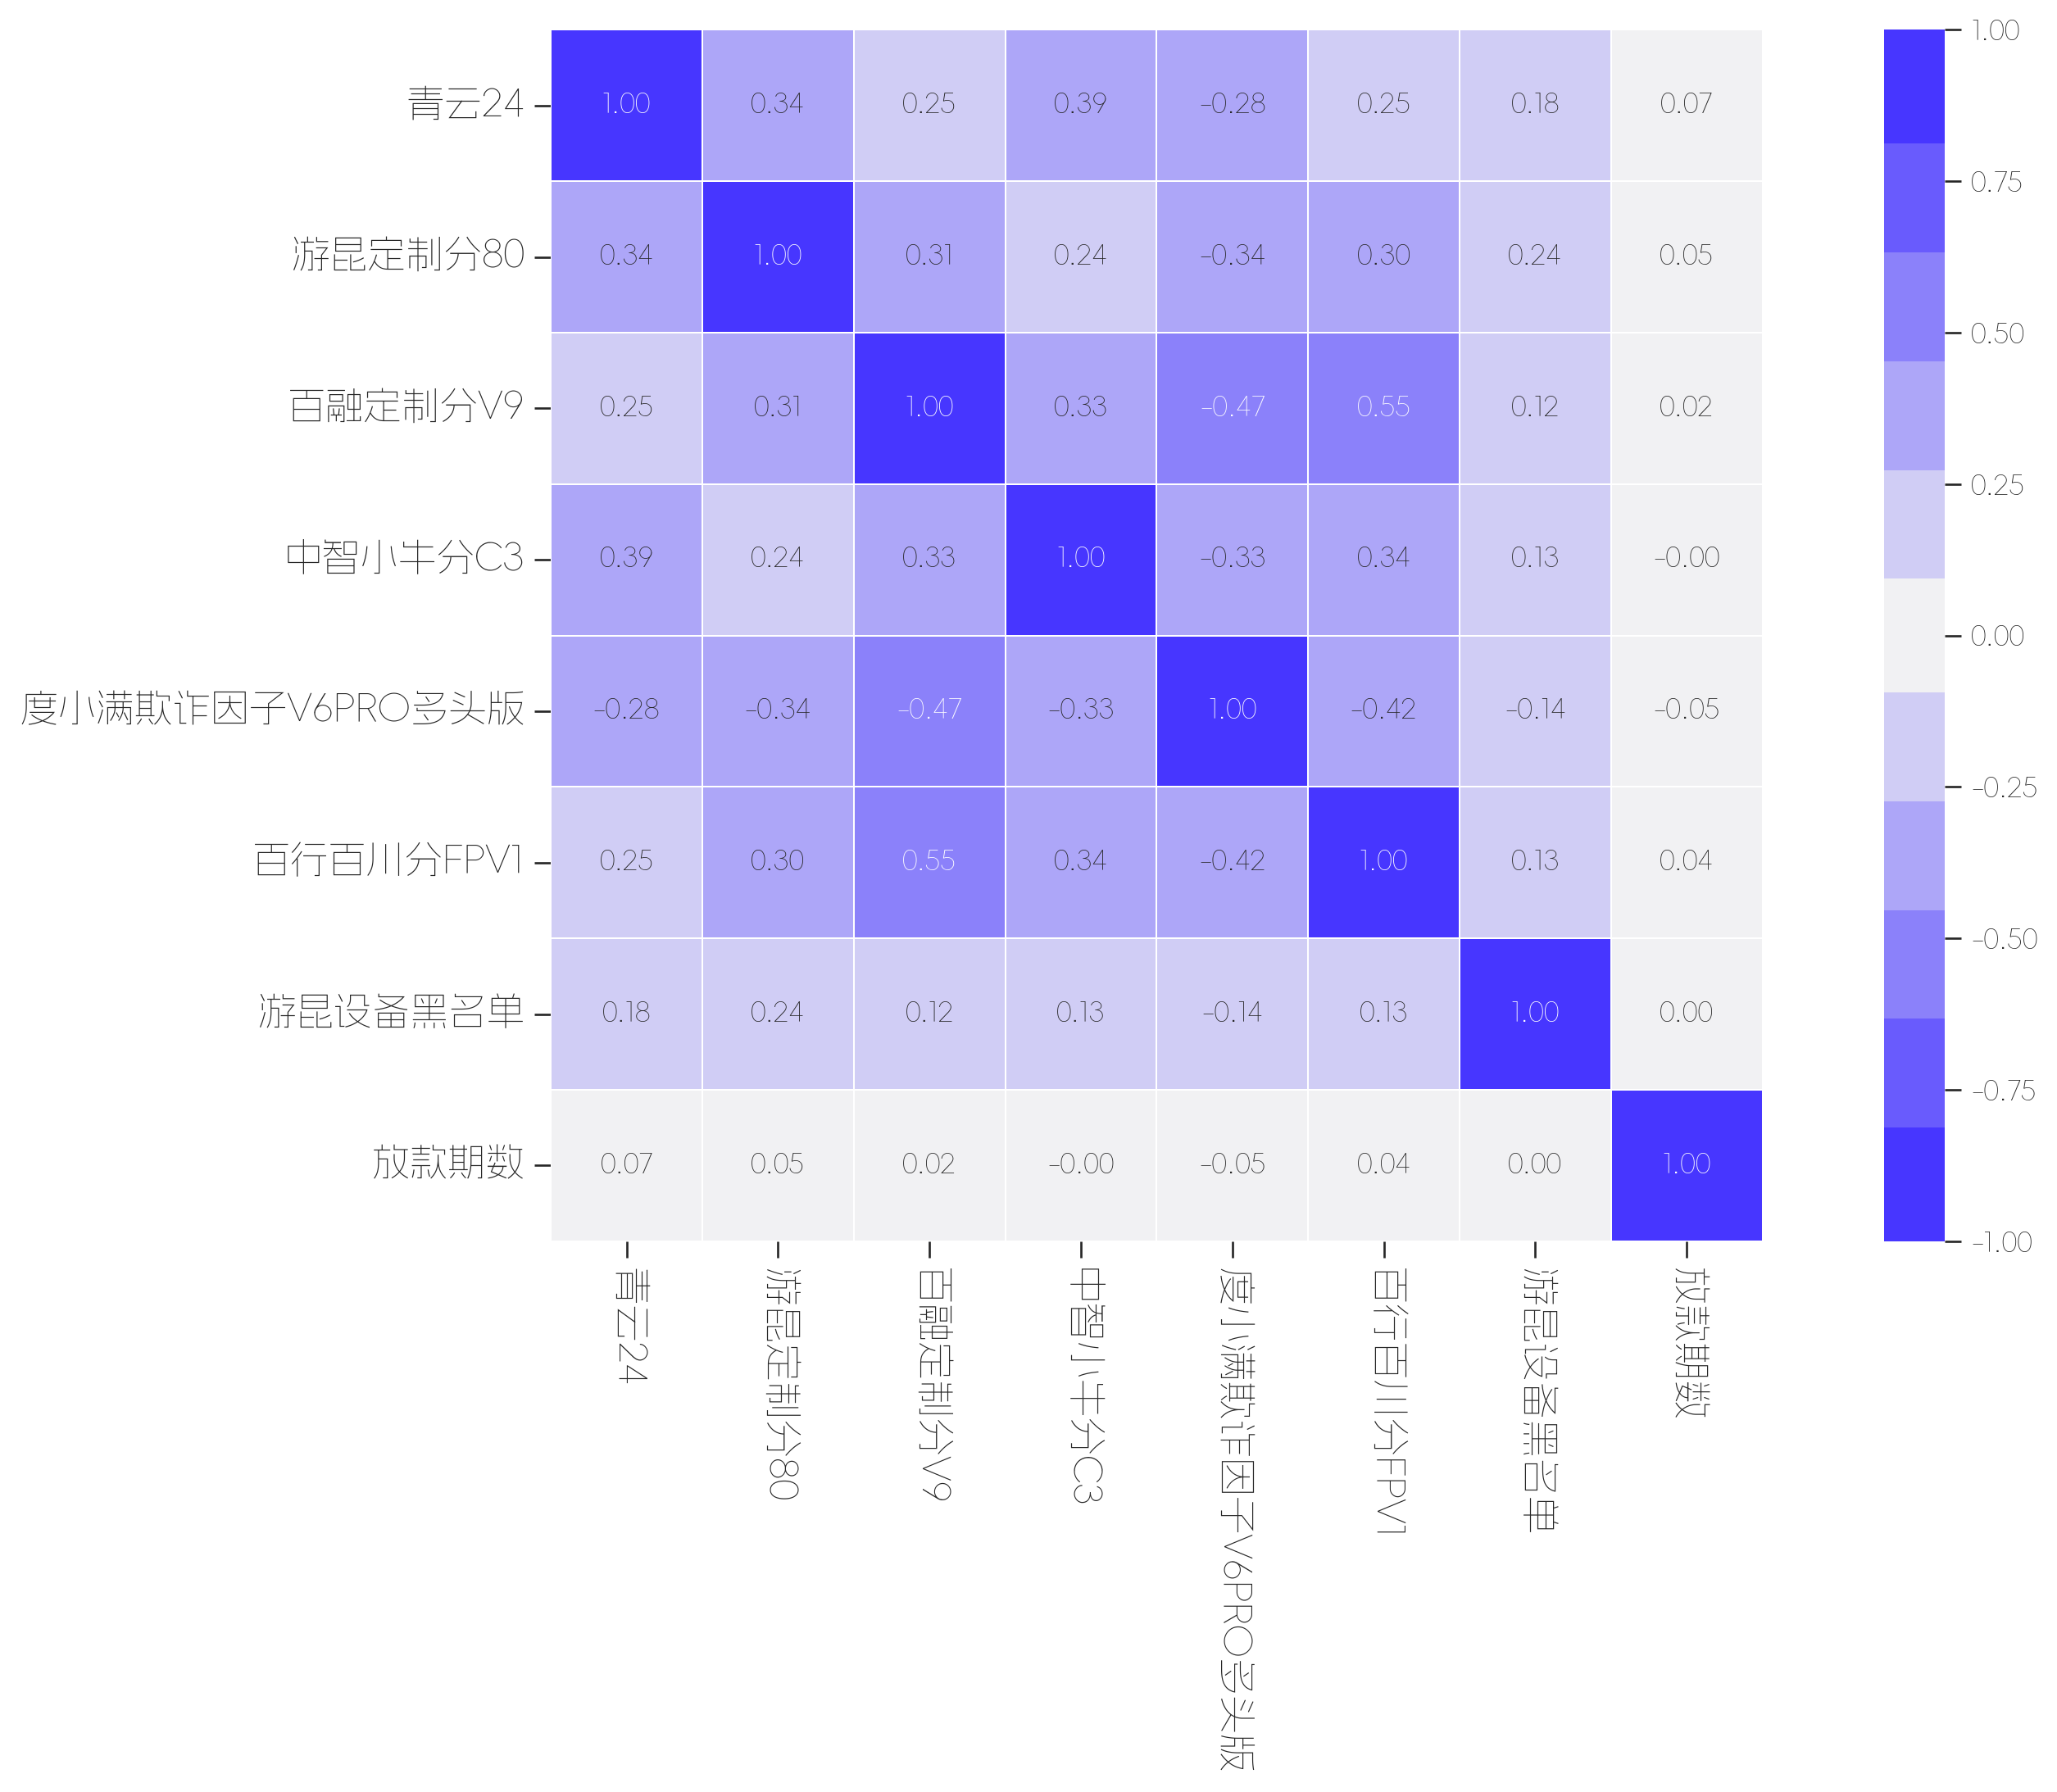 青云24 1.00 0.34 0.25 0.39 -0.28 0.25 0.18 0.07
游昆定制分80 0.34 1.00 0.31 0.24 -0.34 0.30 0.24 0.05
百融定制分V9 0.25 0.31 1.00 0.33 -0.47 0.55 0.12 0.02
中智小牛分C3 0.39 0.24 0.33 1.00 -0.33 0.34 0.13 -0.00
度小满欺诈因子V6PRO多头版 -0.28 -0.34 -0.47 -0.33 1.00 -0.42 -0.14 -0.05
百行百川分FPV1 0.25 0.30 0.55 0.34 -0.42 1.00 0.13 0.04
游昆设备黑名单 0.18 0.24 0.12 0.13 -0.14 0.13 1.00 0.00
放款期数 0.07 0.05 0.02 -0.00 -0.05 0.04 0.00 1.00
青云24
游昆定制分80
百融定制分V9
中智小牛分C3
度小满欺诈因子V6PRO多头版
百行百川分FPV1
游昆设备黑名单
放款期数
1.00
0.75
0.50
0.25
0.00
-0.25
-0.50
-0.75
-1.00